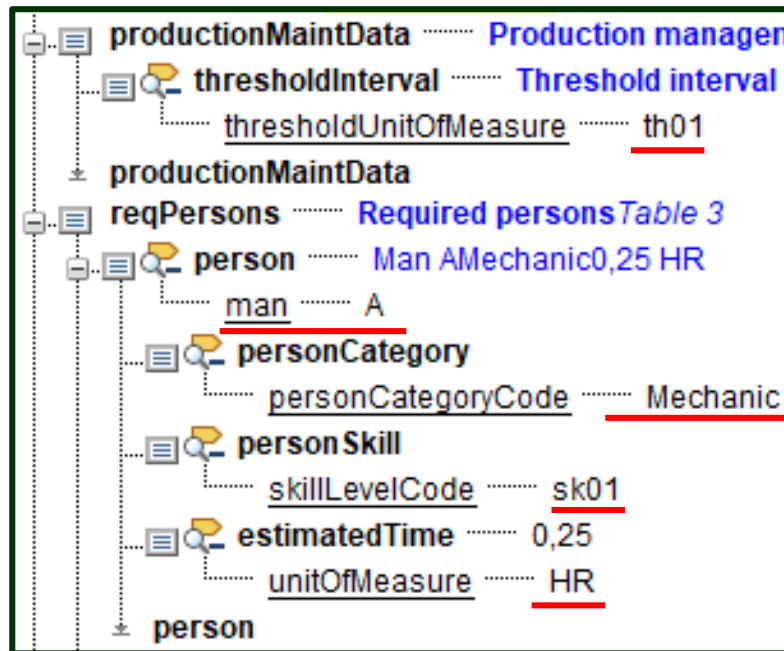 productionMaintData Production managen
thresholdInterval Threshold interval
thresholdUnitOfMeasure th01
productionMaintData
reqPersons Required personsTable 3
person Man AMechanic0,25 HR
man A
personCategory
personCategoryCode Mechanic
personSkill
skillLevelCode sk01
estimatedTime 0,25
unitOfMeasure HR
person